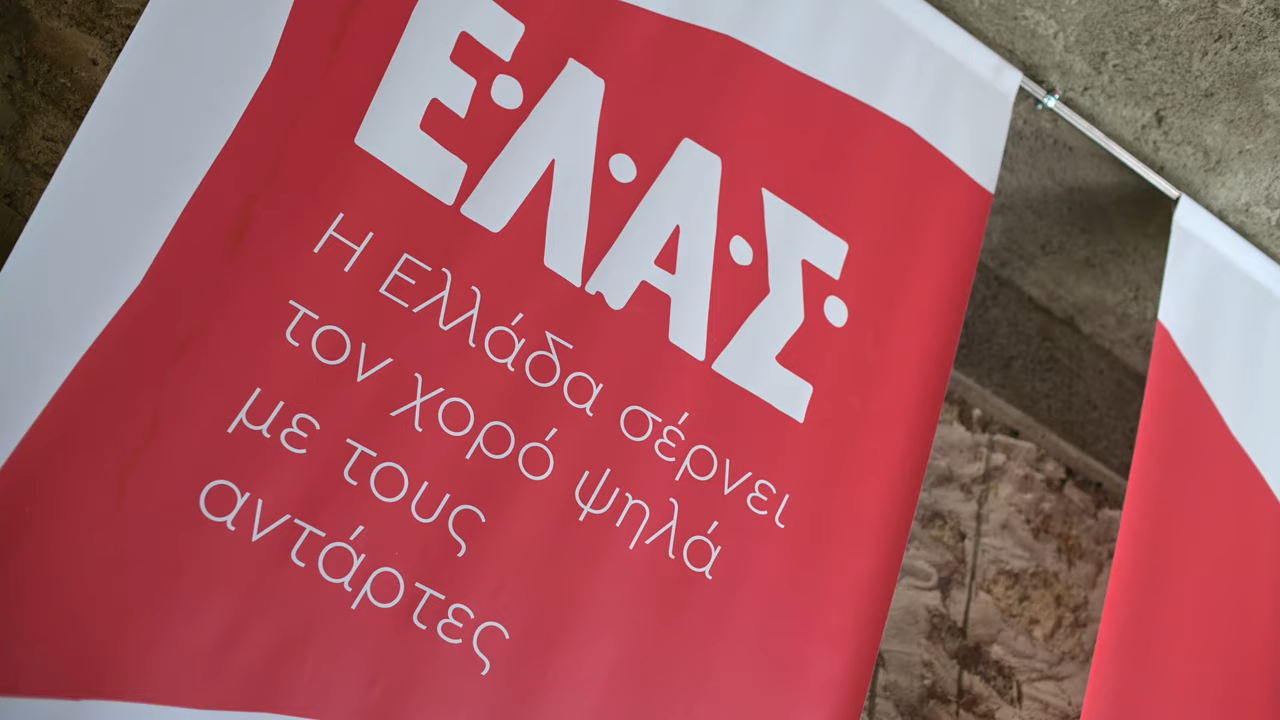 Ε·Λ·Α·Σ·
Η Ελλάδα σέρνει
τον χορό ψηλά
με τους
αντάρτες